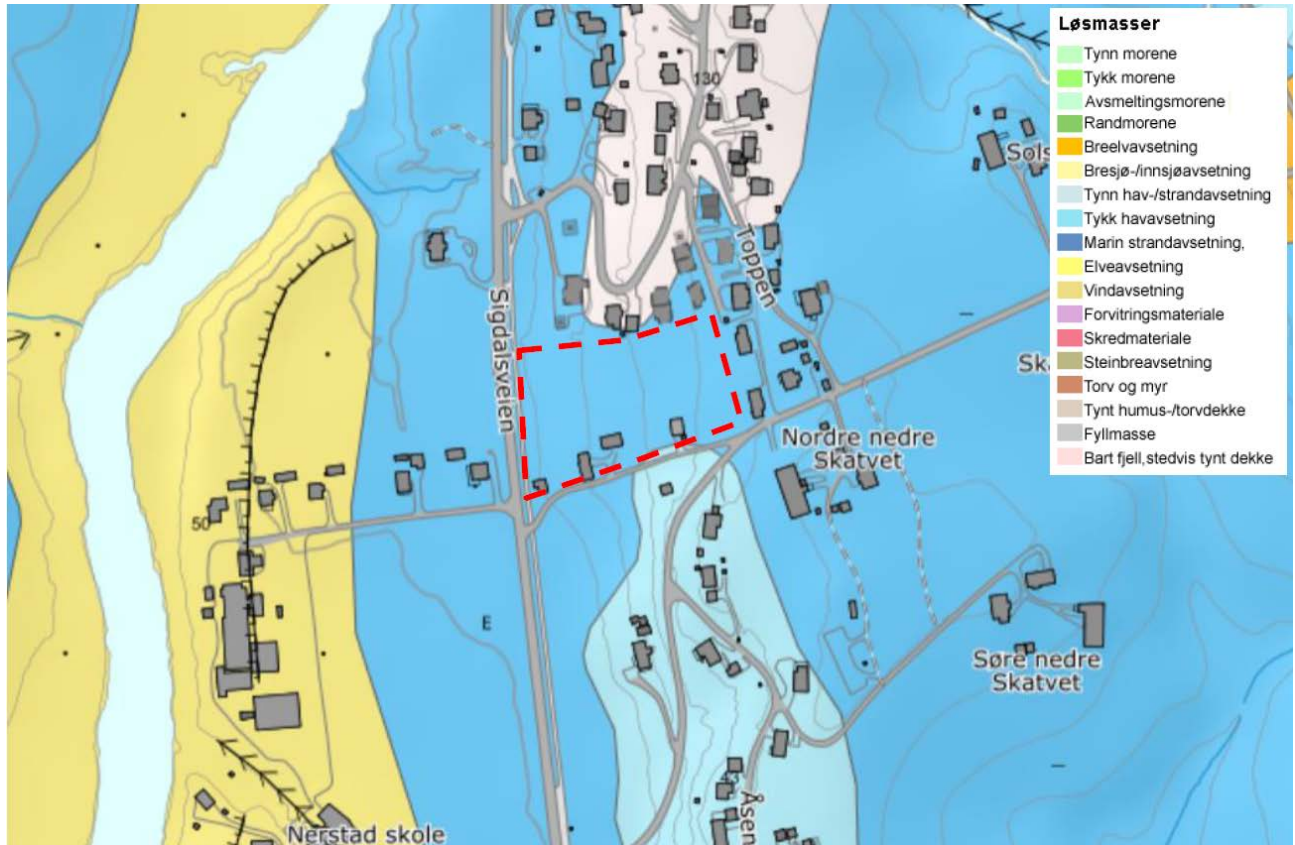 Løsmasser
Tynn morene
Tykk morene
Avsmeltingsmorene
Randmorene
Breelvavsetning
Bresjø-/innsjøavsetning
Tynn hav-/strandavsetning
Tykk havavsetning
Marin strandavsetning,
Elveavsetning
Vindavsetning
Forvitringsmateriale
Skredmateriale
Steinbreavsetning
Torv og myr
Tynt humus-/torvdekke
Fyllmasse
Bart fjell,stedvis tynt dekke
130
Sols
Toppen
Sigdalsveien
Sk
Nordre nedre
Skatvet
50
E
Søre nedre
Skatvet
Åsen
Nerstad skole